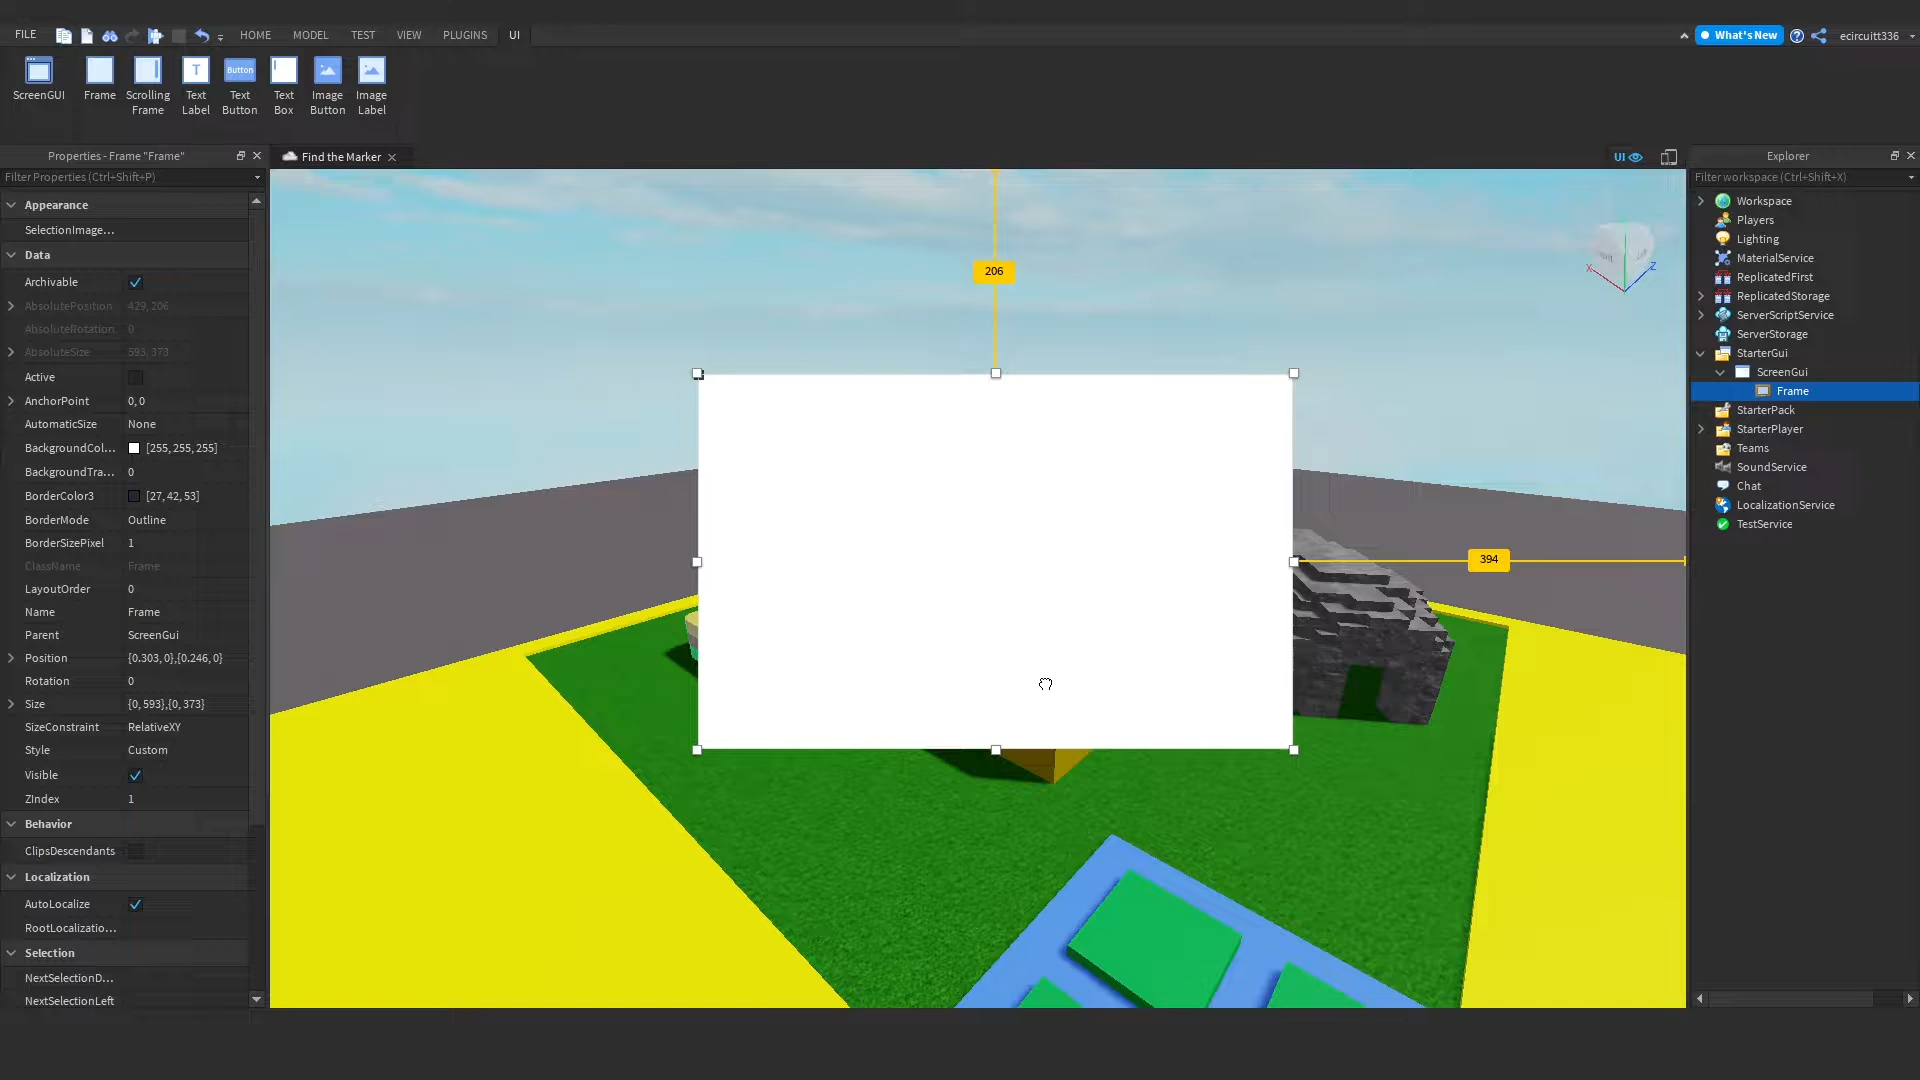 FILE HOME MODEL TEST VIEW PLUGINS UI What's New ecircuitt336
ScreenGUI
Frame
Scrolling
Frame
Text
Label
Button
Text
Button
Text
Box
Image
Button
Image
Label
Properties - Frame "Frame"
Filter Properties (Ctrl+Shift+P)
Appearance
SelectionImage...
Data
Archivable
AbsolutePosition 429, 206
AbsoluteRotation 0
AbsoluteSize 593, 373
Active
AnchorPoint 0, 0
AutomaticSize None
BackgroundCol... [255, 255, 255]
BackgroundTra... 0
BorderColor3 [27, 42, 53]
BorderMode Outline
BorderSizePixel 1
ClassName Frame
LayoutOrder 0
Name Frame
Parent ScreenGui
Position {0.303, 0},{0.246, 0}
Rotation 0
Size {0, 593},{0, 373}
SizeConstraint RelativeXY
Style Custom
Visible
ZIndex 1
Behavior
ClipsDescendants
Localization
AutoLocalize
RootLocalizatio...
Selection
NextSelectionD...
NextSelectionLeft
Find the Marker
UI
206
394
X
Z
Explorer
Filter workspace (Ctrl+Shift+X)
Workspace
Players
Lighting
MaterialService
ReplicatedFirst
ReplicatedStorage
ServerScriptService
ServerStorage
StarterGui
ScreenGui
Frame
StarterPack
StarterPlayer
Teams
SoundService
Chat
LocalizationService
TestService